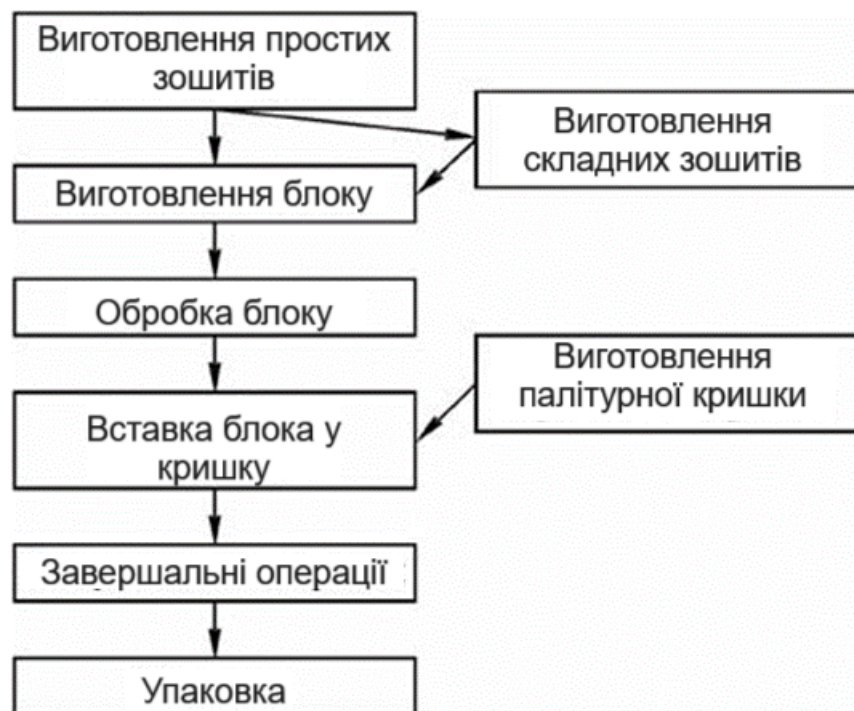 Виготовлення простих
зошитів
Виготовлення
складних зошитів
Виготовлення блоку
Обробка блоку
Виготовлення
палітурної кришки
Вставка блока у
кришку
Завершальні операції
Упаковка